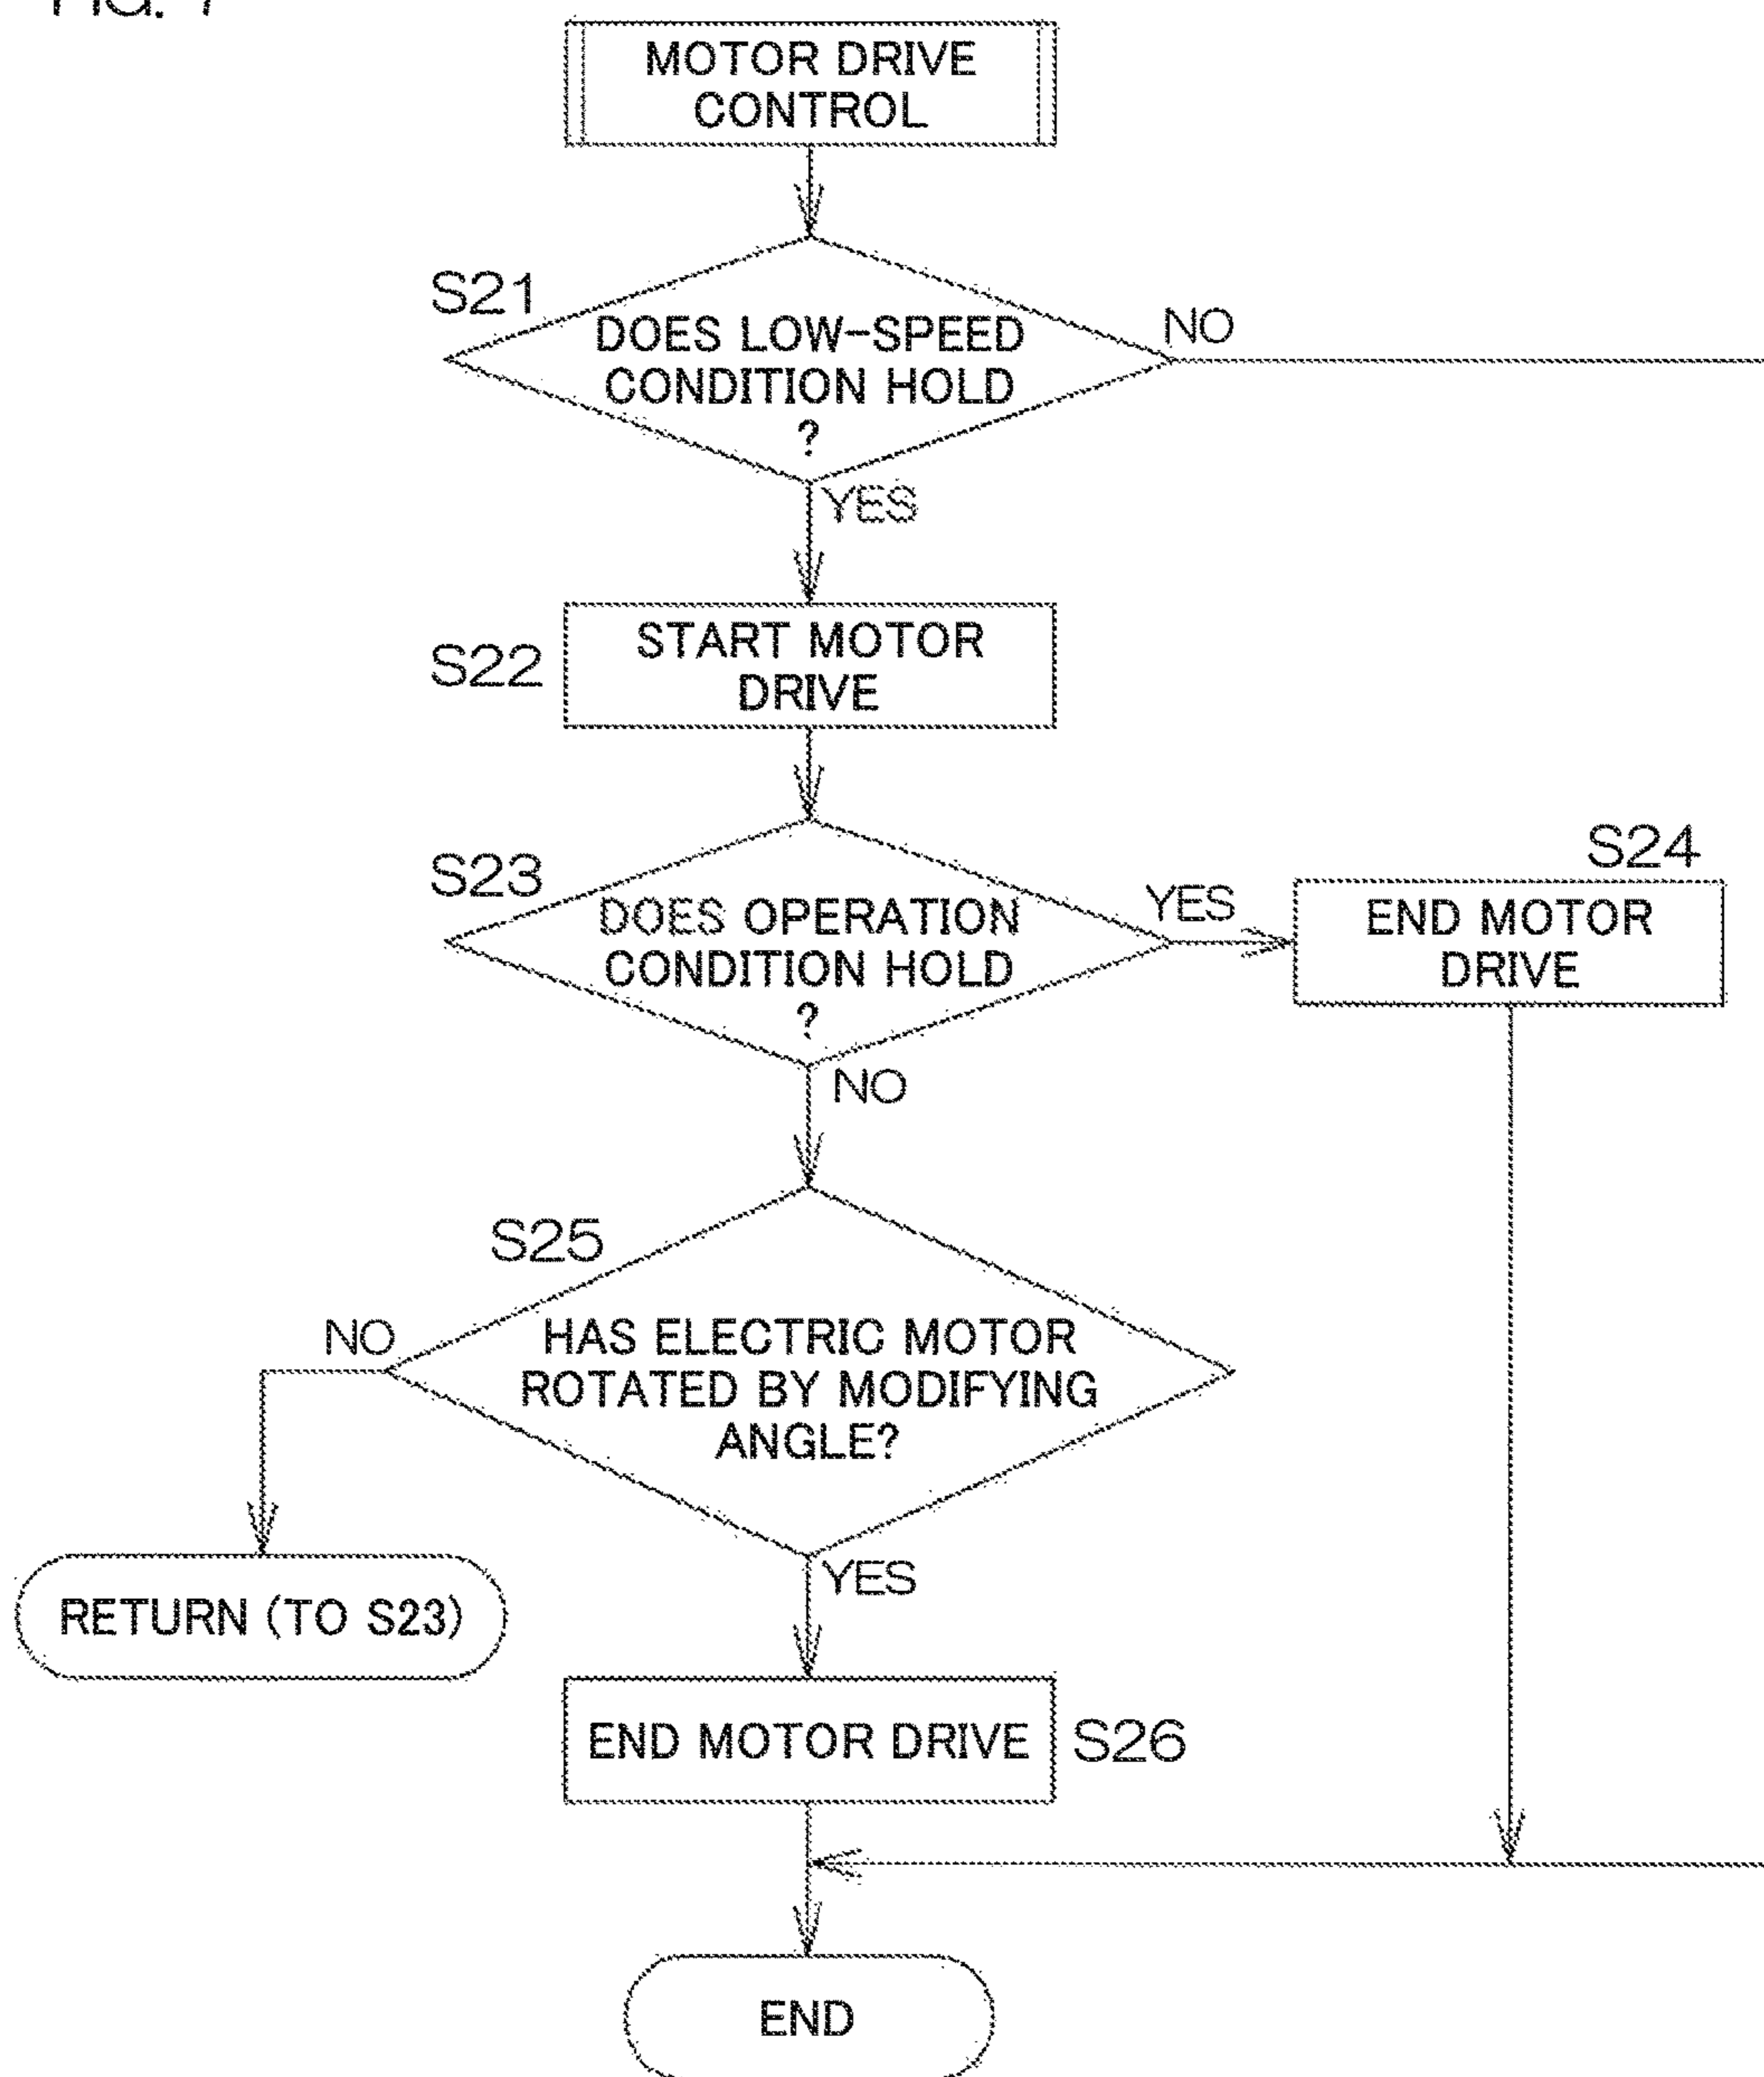 MOTOR DRIVE
CONTROL
S21
DOES LOW-SPEED
CONDITION HOLD
?
NO
YES
S22
START MOTOR
DRIVE
S23
DOES OPERATION
CONDITION HOLD
?
YES
S24
END MOTOR
DRIVE
NO
S25
HAS ELECTRIC MOTOR
ROTATED BY MODIFYING
ANGLE?
NO
RETURN (TO S23)
YES
END MOTOR DRIVE
S26
END